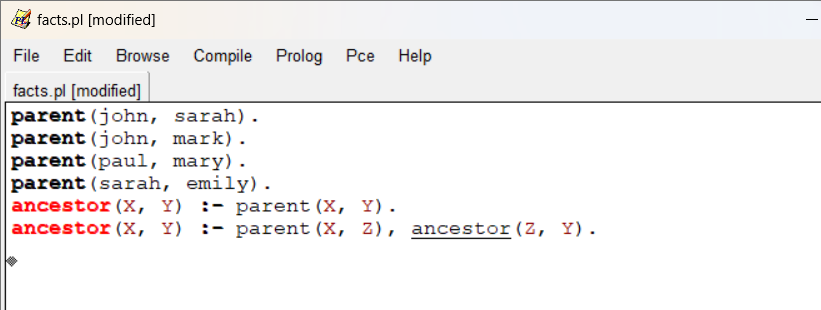 facts.pl [modified]
File Edit Browse Compile Prolog Pce Help
facts.pl [modified]
parent(john, sarah).
parent(john, mark).
parent(paul, mary).
parent(sarah, emily).
ancestor(X, Y) :- parent(X, Y).
ancestor(X, Y) :- parent(X, Z), ancestor(Z, Y).